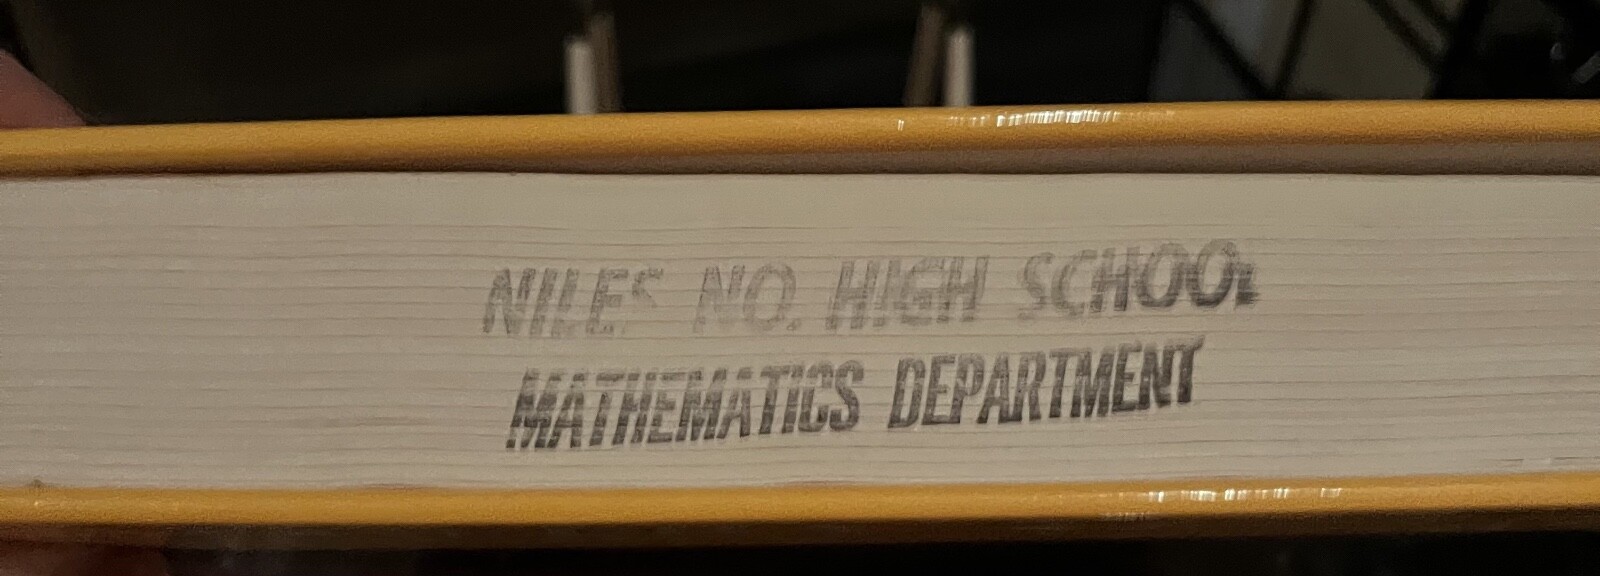 NILES NO. HIGH SCHOOL
MATHEMATICS DEPARTMENT